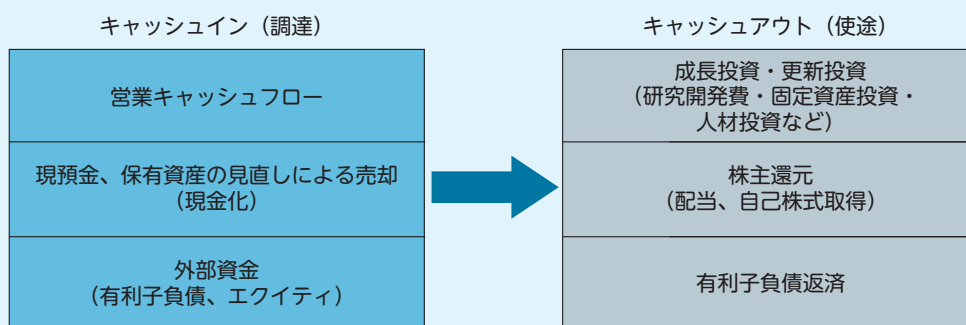 キャッシュイン（調達）
営業キャッシュフロー
現預金、保有資産の見直しによる売却
（現金化）
外部資金
（有利子負債、エクイティ）
キャッシュアウト（使途）
成長投資・更新投資
（研究開発費・固定資産投資・
人材投資など）
株主還元
（配当、自己株式取得）
有利子負債返済